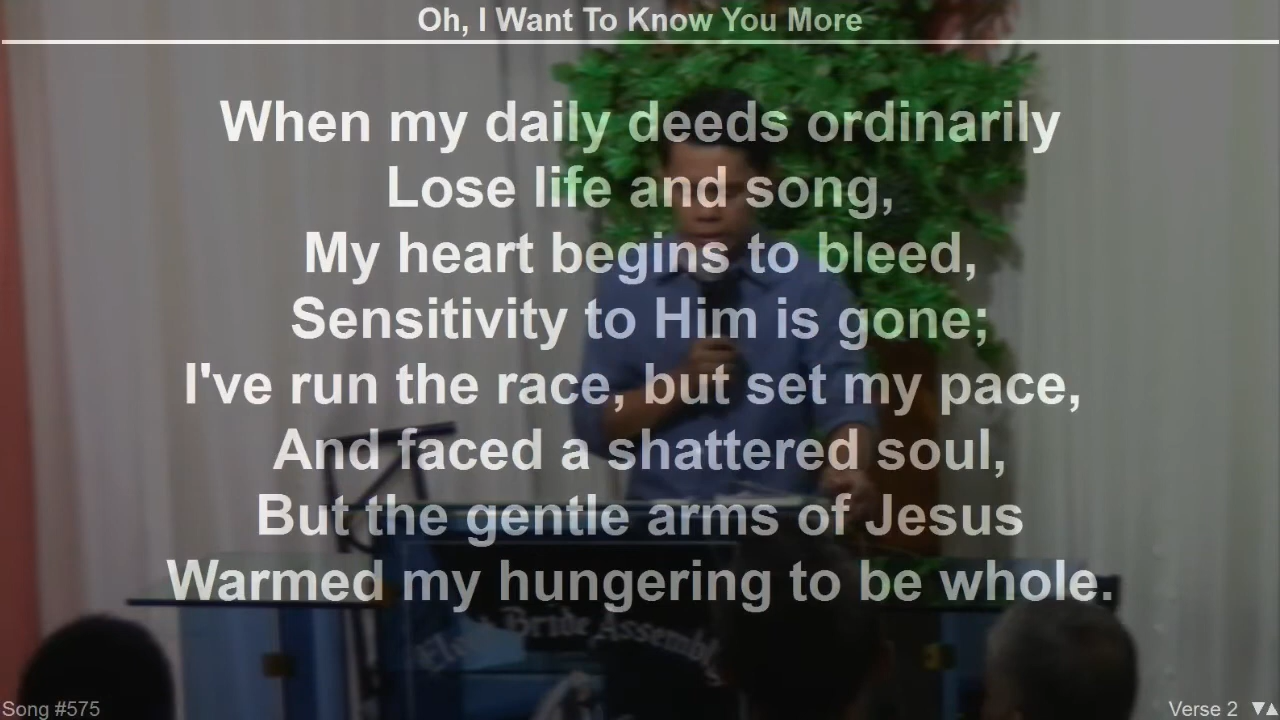 Oh, I Want To Know You More
When my daily deeds ordinarily
Lose life and song,
My heart begins to bleed,
Sensitivity to Him is gone;
I've run the race, but set my pace,
And faced a shattered soul,
But the gentle arms of Jesus
Warmed my hungering to be whole.
Bride Assembly
Song #575
Verse 2 ▼▲